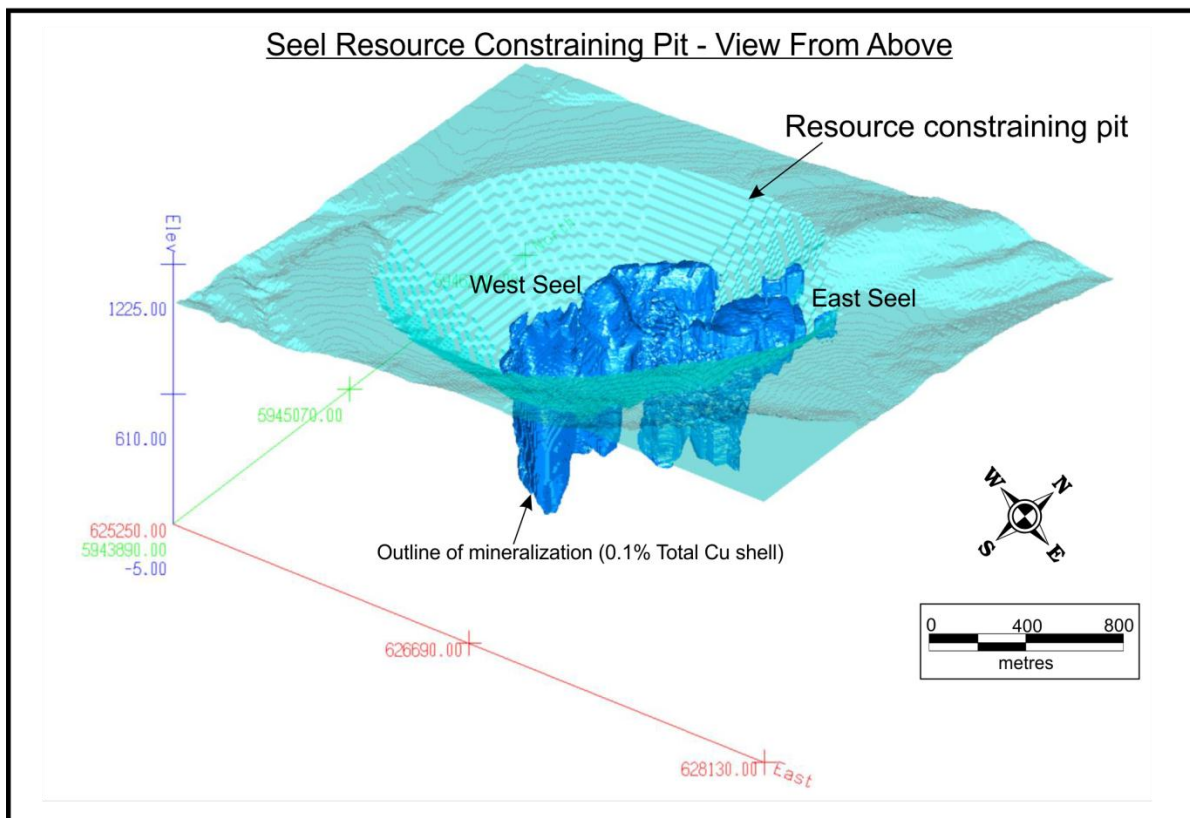 Seel Resource Constraining Pit - View From Above
Resource constraining pit
Elev
North
West Seel
East Seel
1225.00
5945070.00
610.00
625250.00
5943890.00
-5.00
Outline of mineralization (0.1% Total Cu shell)
W N
S E
626690.00
0 400 800
metres
628130.00 East